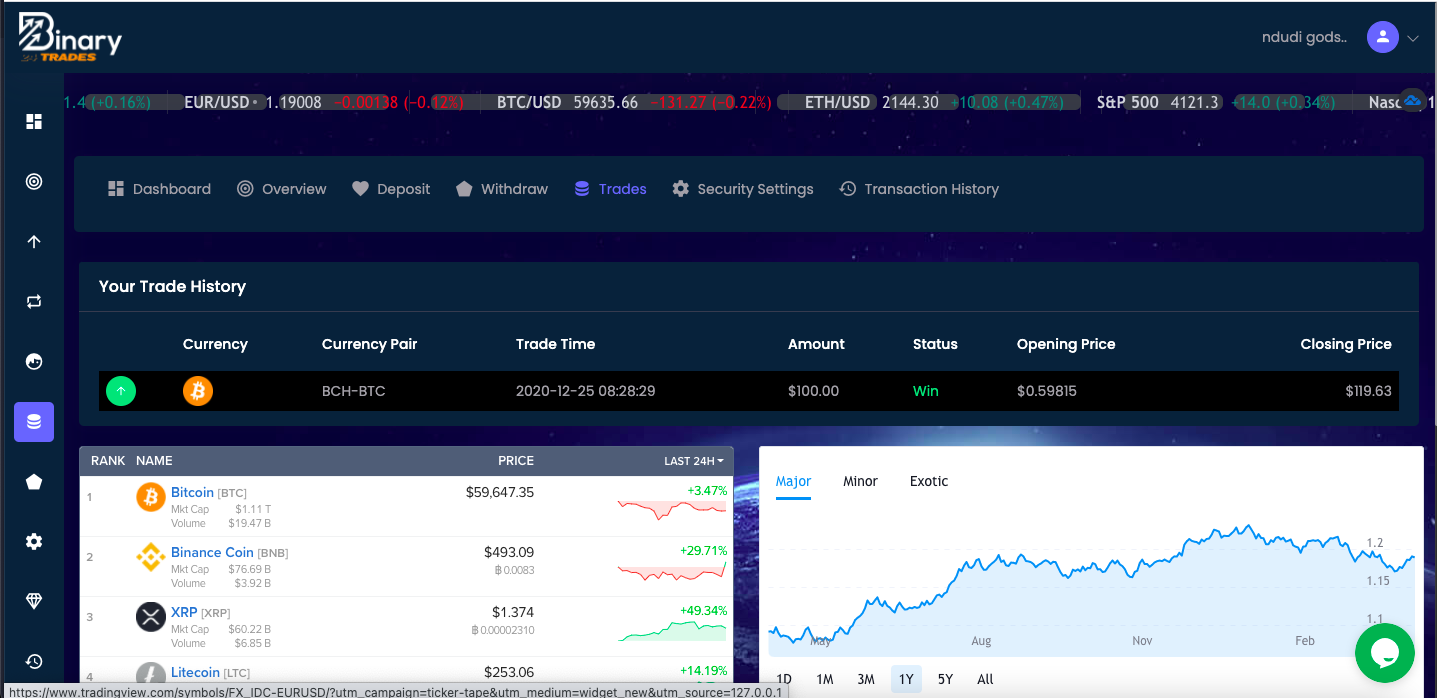 Binary
24 TRADES
ndudi gods..
1.4 (+0.16%) EUR/USD 1.19008 −0.00138 (−0.12%) BTC/USD 59635.66 −131.27 (−0.22%) ETH/USD 2144.30 +10.08 (+0.47%) S&P 500 4121.3 +14.0 (+0.34%)
Dashboard Overview Deposit Withdraw Trades Security Settings Transaction History
Your Trade History
Currency Currency Pair Trade Time Amount Status Opening Price Closing Price
BCH-BTC 2020-12-25 08:28:29 $100.00 Win $0.59815 $119.63
RANK NAME PRICE LAST 24H
1 Bitcoin [BTC] $59,647.35 +3.47%
Mkt Cap $1.11 T
Volume $19.47 B
2 Binance Coin [BNB] $493.09 +29.71%
Mkt Cap $76.69 B ฿ 0.0083
Volume $3.92 B
3 XRP [XRP] $1.374 +49.34%
Mkt Cap $60.22 B ฿ 0.00002310
Volume $6.85 B
4 Litecoin [LTC] $253.06 +14.19%
Major Minor Exotic
1.2
1.15
1.1
May Aug Nov Feb
1D 1M 3M 1Y 5Y All
https://www.tradingview.com/symbols/FX_IDC-EURUSD/?utm_campaign=ticker-tape&utm_medium=widget_new&utm_source=127.0.0.1